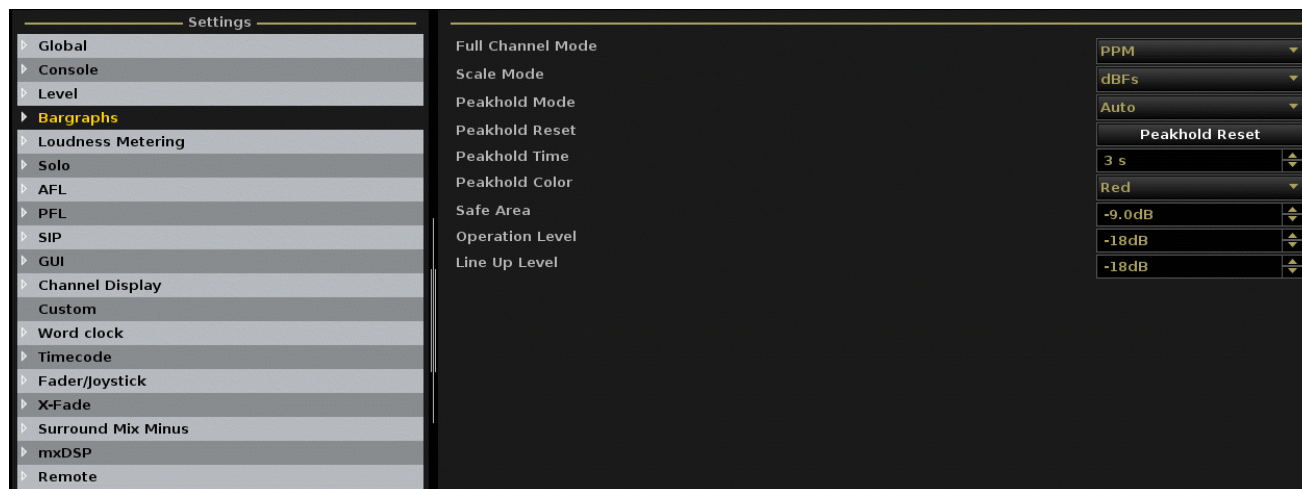 Settings
Global
Console
Level
Bargraphs
Loudness Metering
Solo
AFL
PFL
SIP
GUI
Channel Display
Custom
Word clock
Timecode
Fader/Joystick
X-Fade
Surround Mix Minus
mxDSP
Remote
Full Channel Mode PPM
Scale Mode dBFs
Peakhold Mode Auto
Peakhold Reset Peakhold Reset
Peakhold Time 3 s
Peakhold Color Red
Safe Area -9.0dB
Operation Level -18dB
Line Up Level -18dB